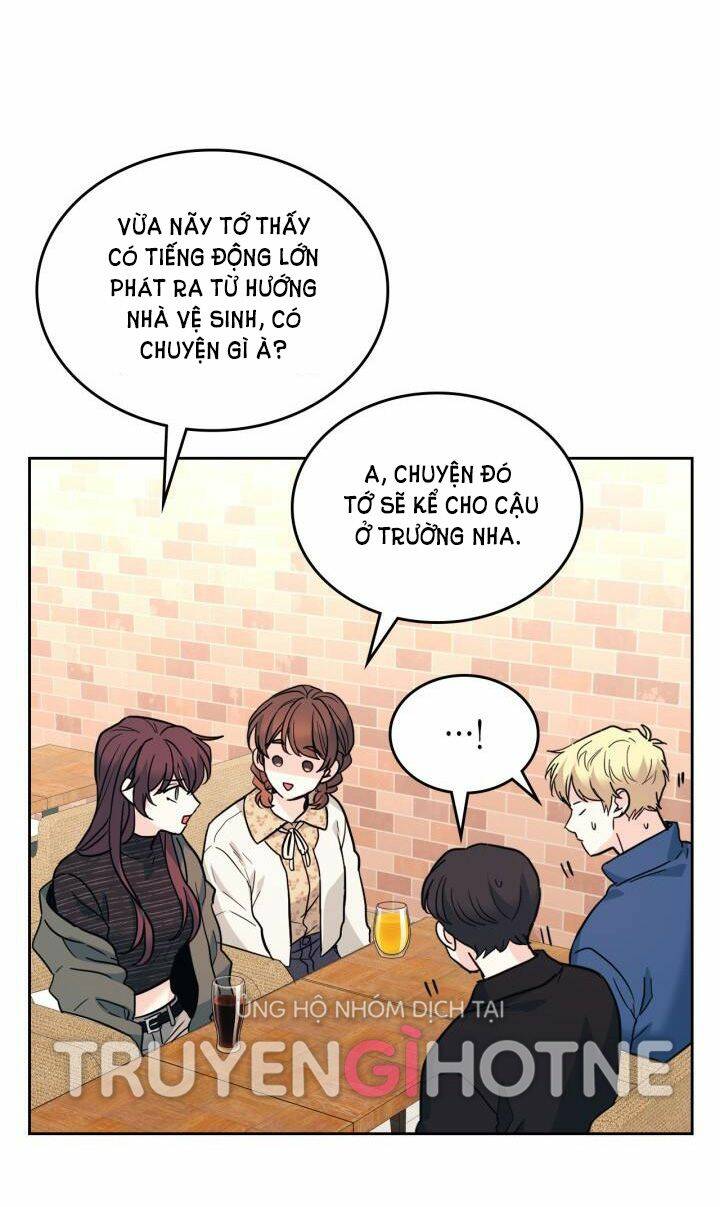 VỪA NÃY TỚ THẤY
CÓ TIẾNG ĐỘNG LỚN
PHÁT RA TỪ HƯỚNG
NHÀ VỆ SINH, CÓ
CHUYỆN GÌ À?
A, CHUYỆN ĐÓ
TỚ SẼ KỂ CHO CẬU
Ở TRƯỜNG NHA.
...!
ỦNG HỘ NHÓM DỊCH TẠI
TRUYENGÌHOTNE